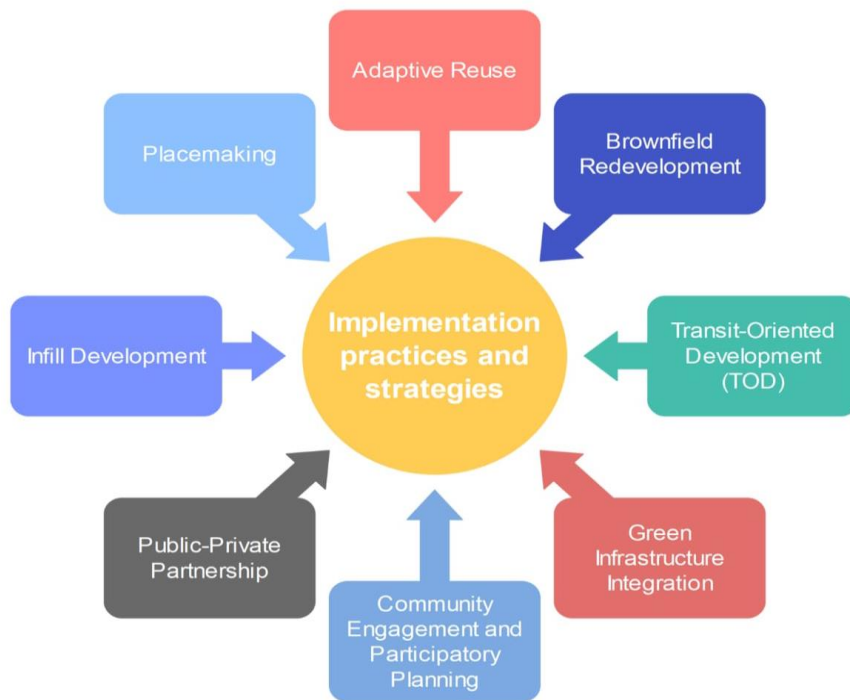 Adaptive Reuse
Placemaking
Brownfield
Redevelopment
Implementation
practices and
strategies
Infill Development
Transit-Oriented
Development
(TOD)
Public-Private
Partnership
Green
Infrastructure
Integration
Community
Engagement and
Participatory
Planning